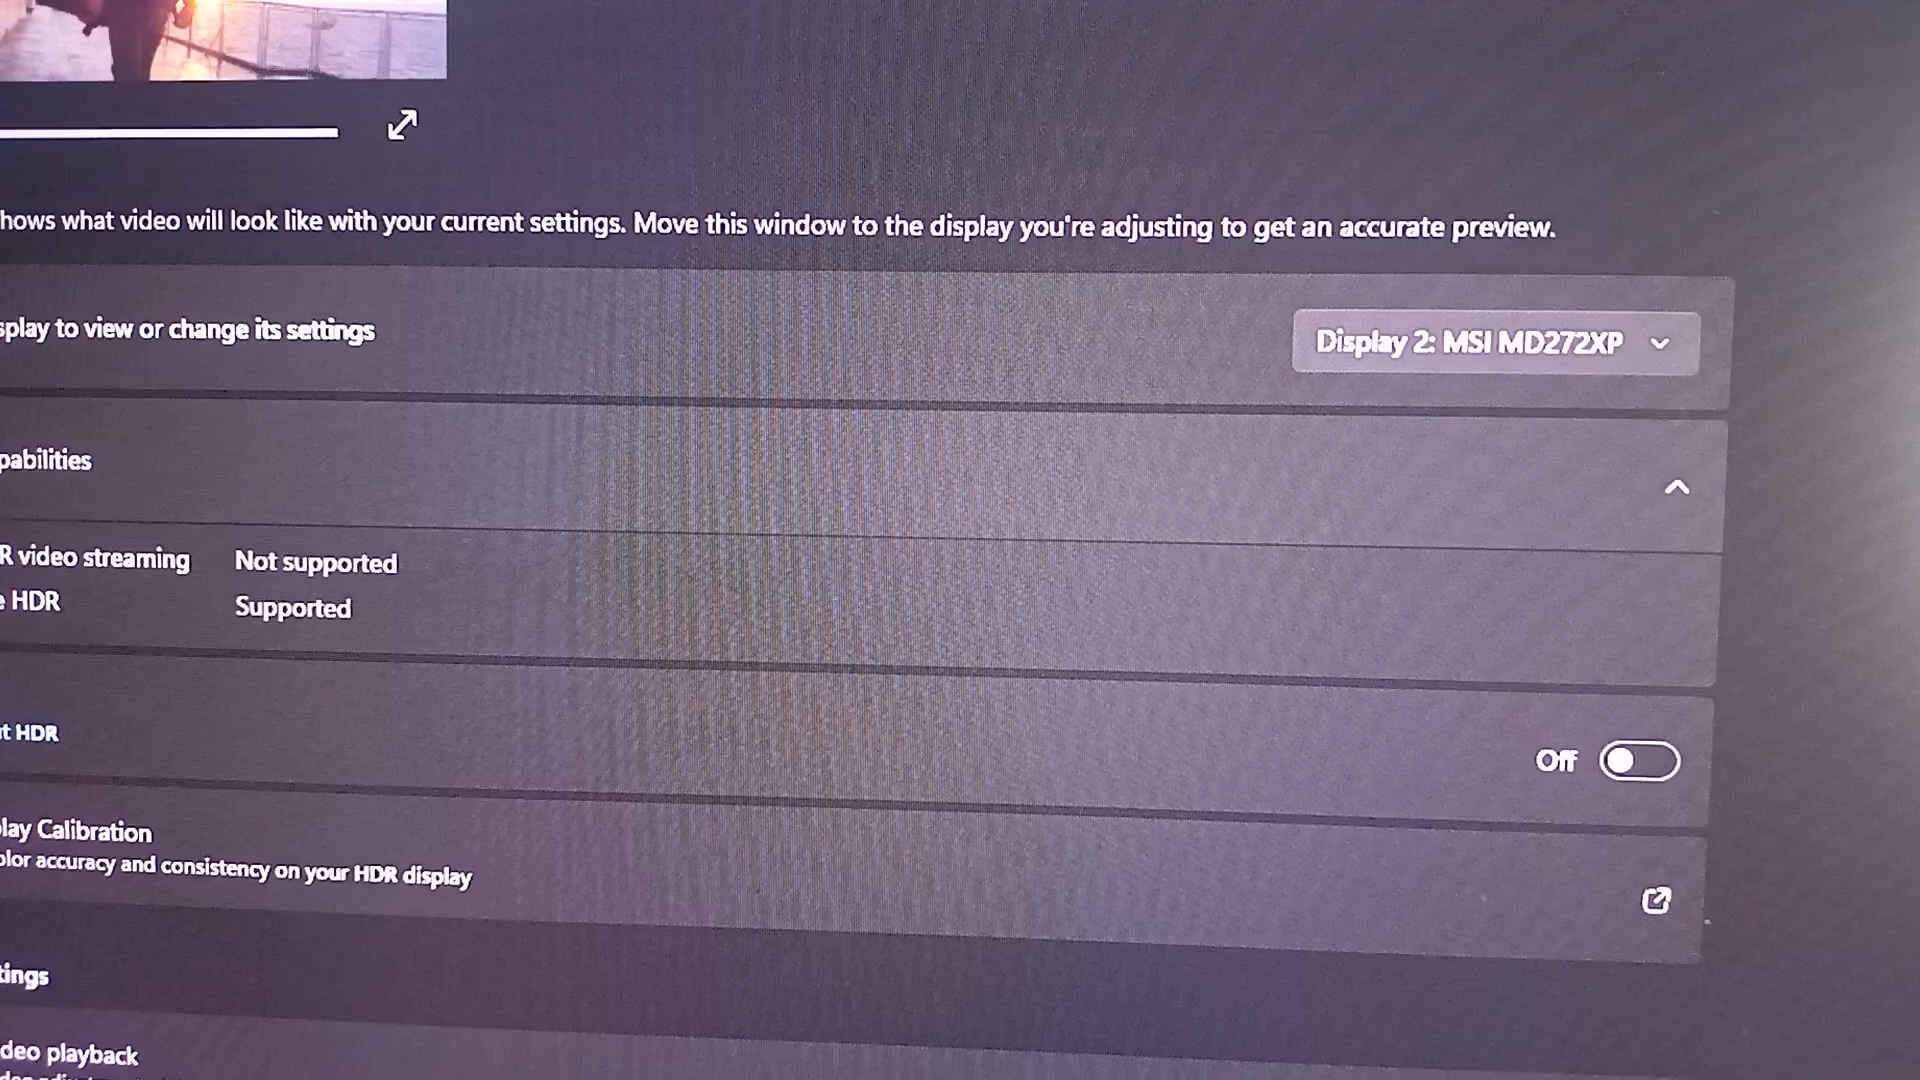 hows what video will look like with your current settings. Move this window to the display you're adjusting to get an accurate preview.
splay to view or change its settings
Display 2: MSI MD272XP
pabilities
R video streaming Not supported
e HDR Supported
t HDR
Off
lay Calibration
olor accuracy and consistency on your HDR display
tings
deo playback